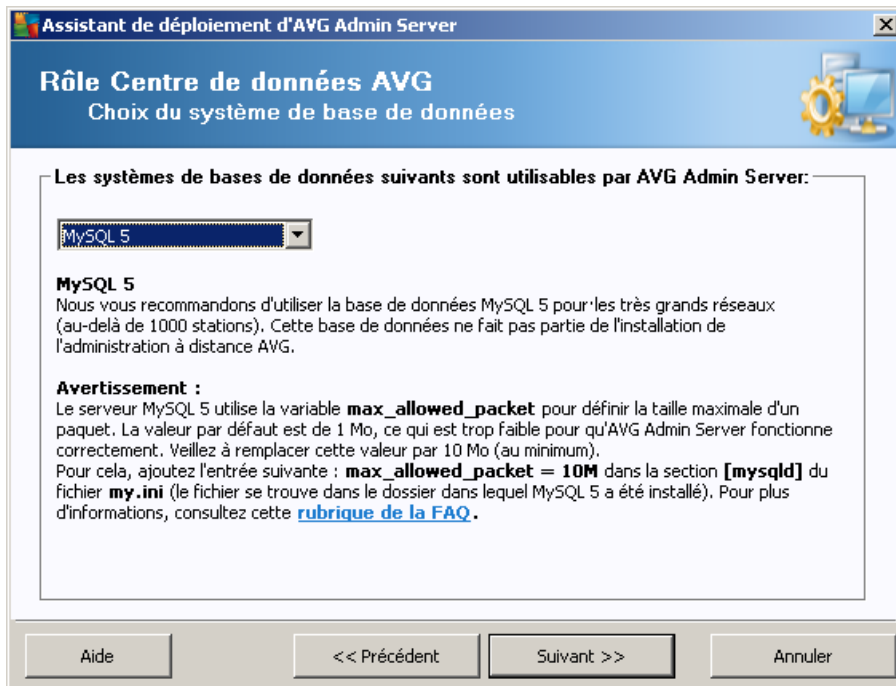 Assistant de déploiement d'AVG Admin Server
Rôle Centre de données AVG
Choix du système de base de données
Les systèmes de bases de données suivants sont utilisables par AVG Admin Server:
MySQL 5
MySQL 5
Nous vous recommandons d'utiliser la base de données MySQL 5 pour les très grands réseaux
(au-delà de 1000 stations). Cette base de données ne fait pas partie de l'installation de
l'administration à distance AVG.
Avertissement :
Le serveur MySQL 5 utilise la variable max_allowed_packet pour définir la taille maximale d'un
paquet. La valeur par défaut est de 1 Mo, ce qui est trop faible pour qu'AVG Admin Server fonctionne
correctement. Veillez à remplacer cette valeur par 10 Mo (au minimum).
Pour cela, ajoutez l'entrée suivante : max_allowed_packet = 10M dans la section [mysqld] du
fichier my.ini (le fichier se trouve dans le dossier dans lequel MySQL 5 a été installé). Pour plus
d'informations, consultez cette rubrique de la FAQ.
Aide
<< Précédent
Suivant >>
Annuler